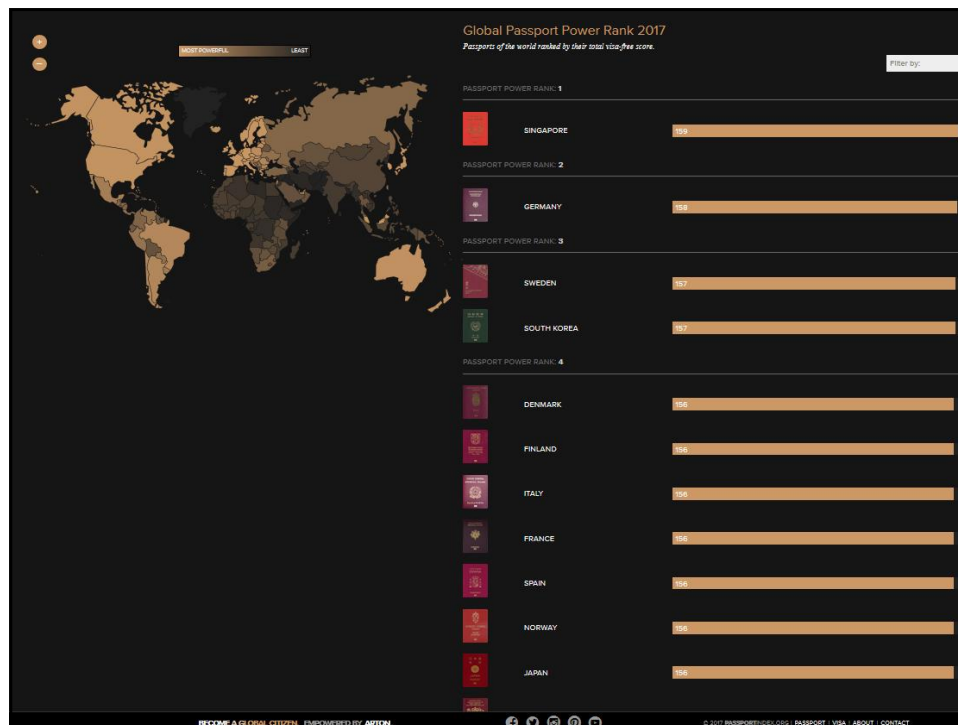 +
−
MOST POWERFUL LEAST
Global Passport Power Rank 2017
Passports of the world ranked by their total visa-free score.
Filter by:
PASSPORT POWER RANK: 1
SINGAPORE 159
PASSPORT POWER RANK: 2
GERMANY 158
PASSPORT POWER RANK: 3
SWEDEN 157
SOUTH KOREA 157
PASSPORT POWER RANK: 4
DENMARK 156
FINLAND 156
ITALY 156
FRANCE 156
SPAIN 156
NORWAY 156
JAPAN 156
BECOME A GLOBAL CITIZEN. EMPOWERED BY ARTON. © 2017 PASSPORTINDEX.ORG | PASSPORT | VISA | ABOUT | CONTACT